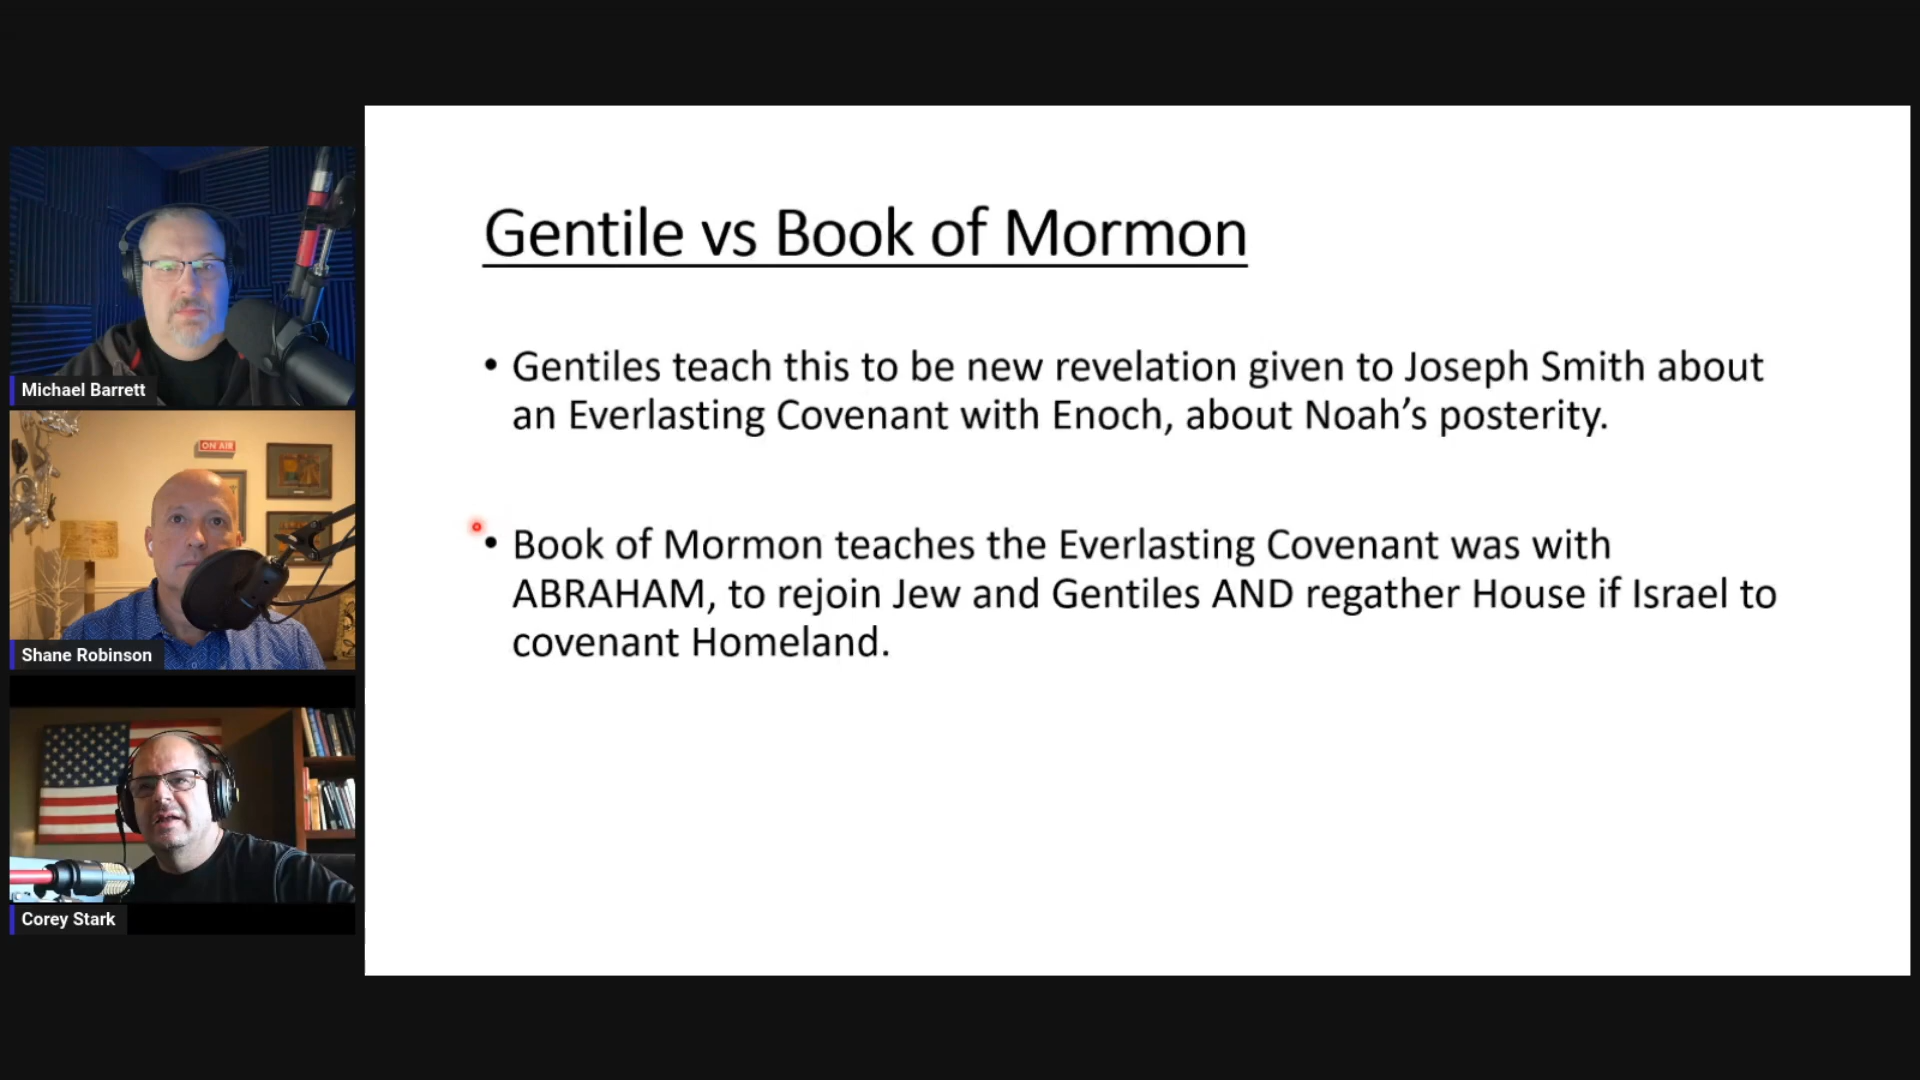 Gentile vs Book of Mormon
• Gentiles teach this to be new revelation given to Joseph Smith about
an Everlasting Covenant with Enoch, about Noah’s posterity.
• Book of Mormon teaches the Everlasting Covenant was with
ABRAHAM, to rejoin Jew and Gentiles AND regather House if Israel to
covenant Homeland.
Michael Barrett
ON AIR
Shane Robinson
Corey Stark